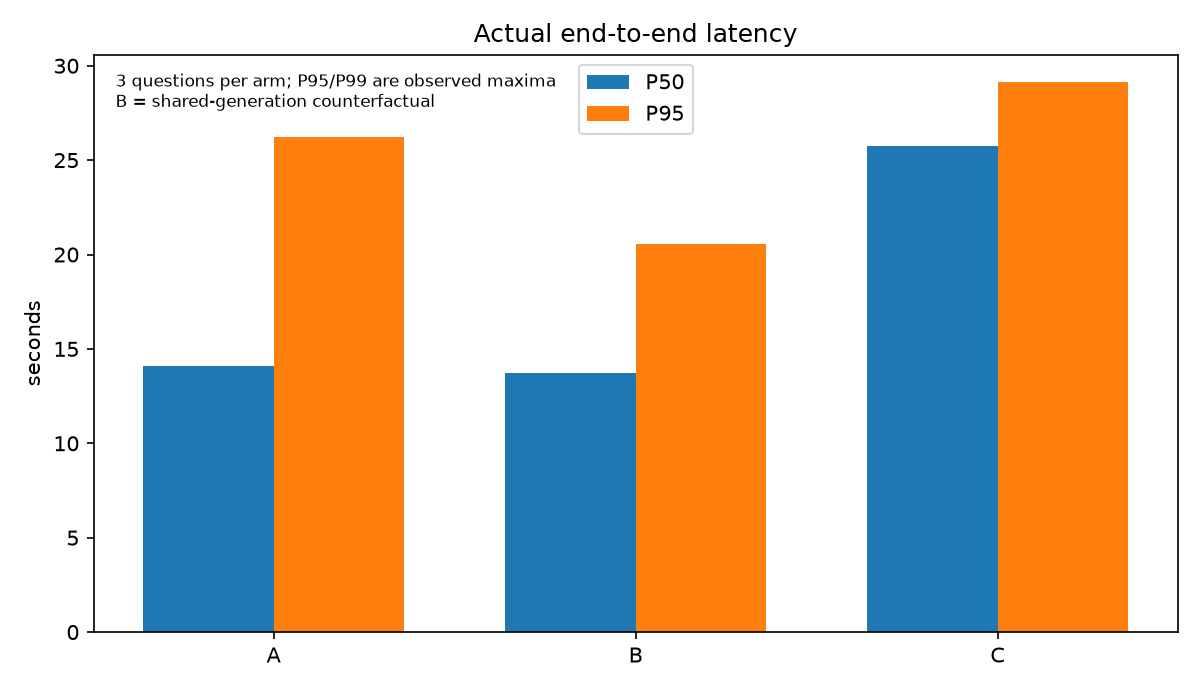 Actual end-to-end latency
3 questions per arm; P95/P99 are observed maxima
B = shared-generation counterfactual
P50
P95
30
25
20
15
10
5
0
seconds
A
B
C